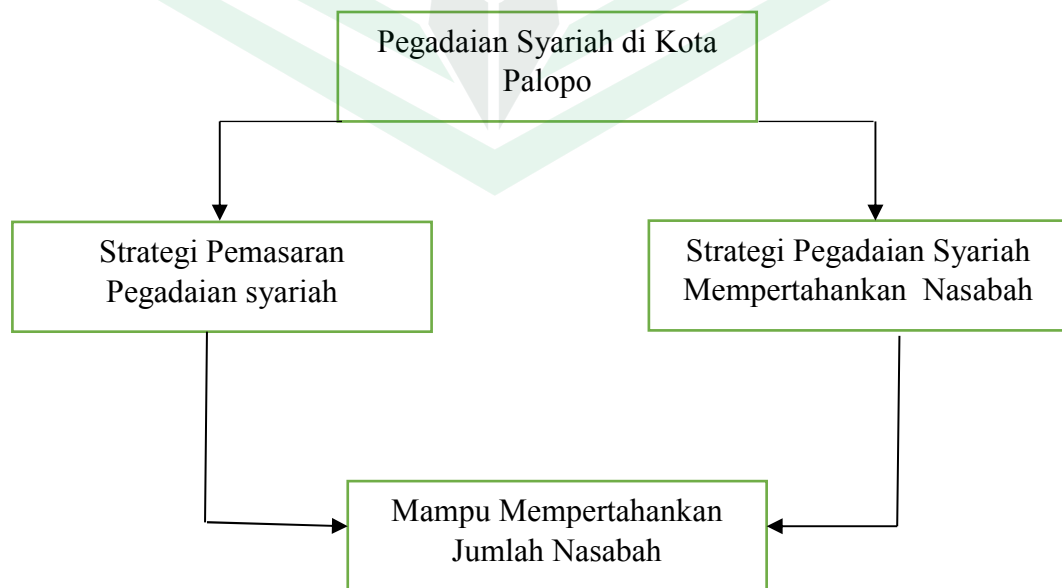 Pegadaian Syariah di Kota
Palopo
Strategi Pemasaran
Pegadaian syariah
Strategi Pegadaian Syariah
Mempertahankan Nasabah
Mampu Mempertahankan
Jumlah Nasabah